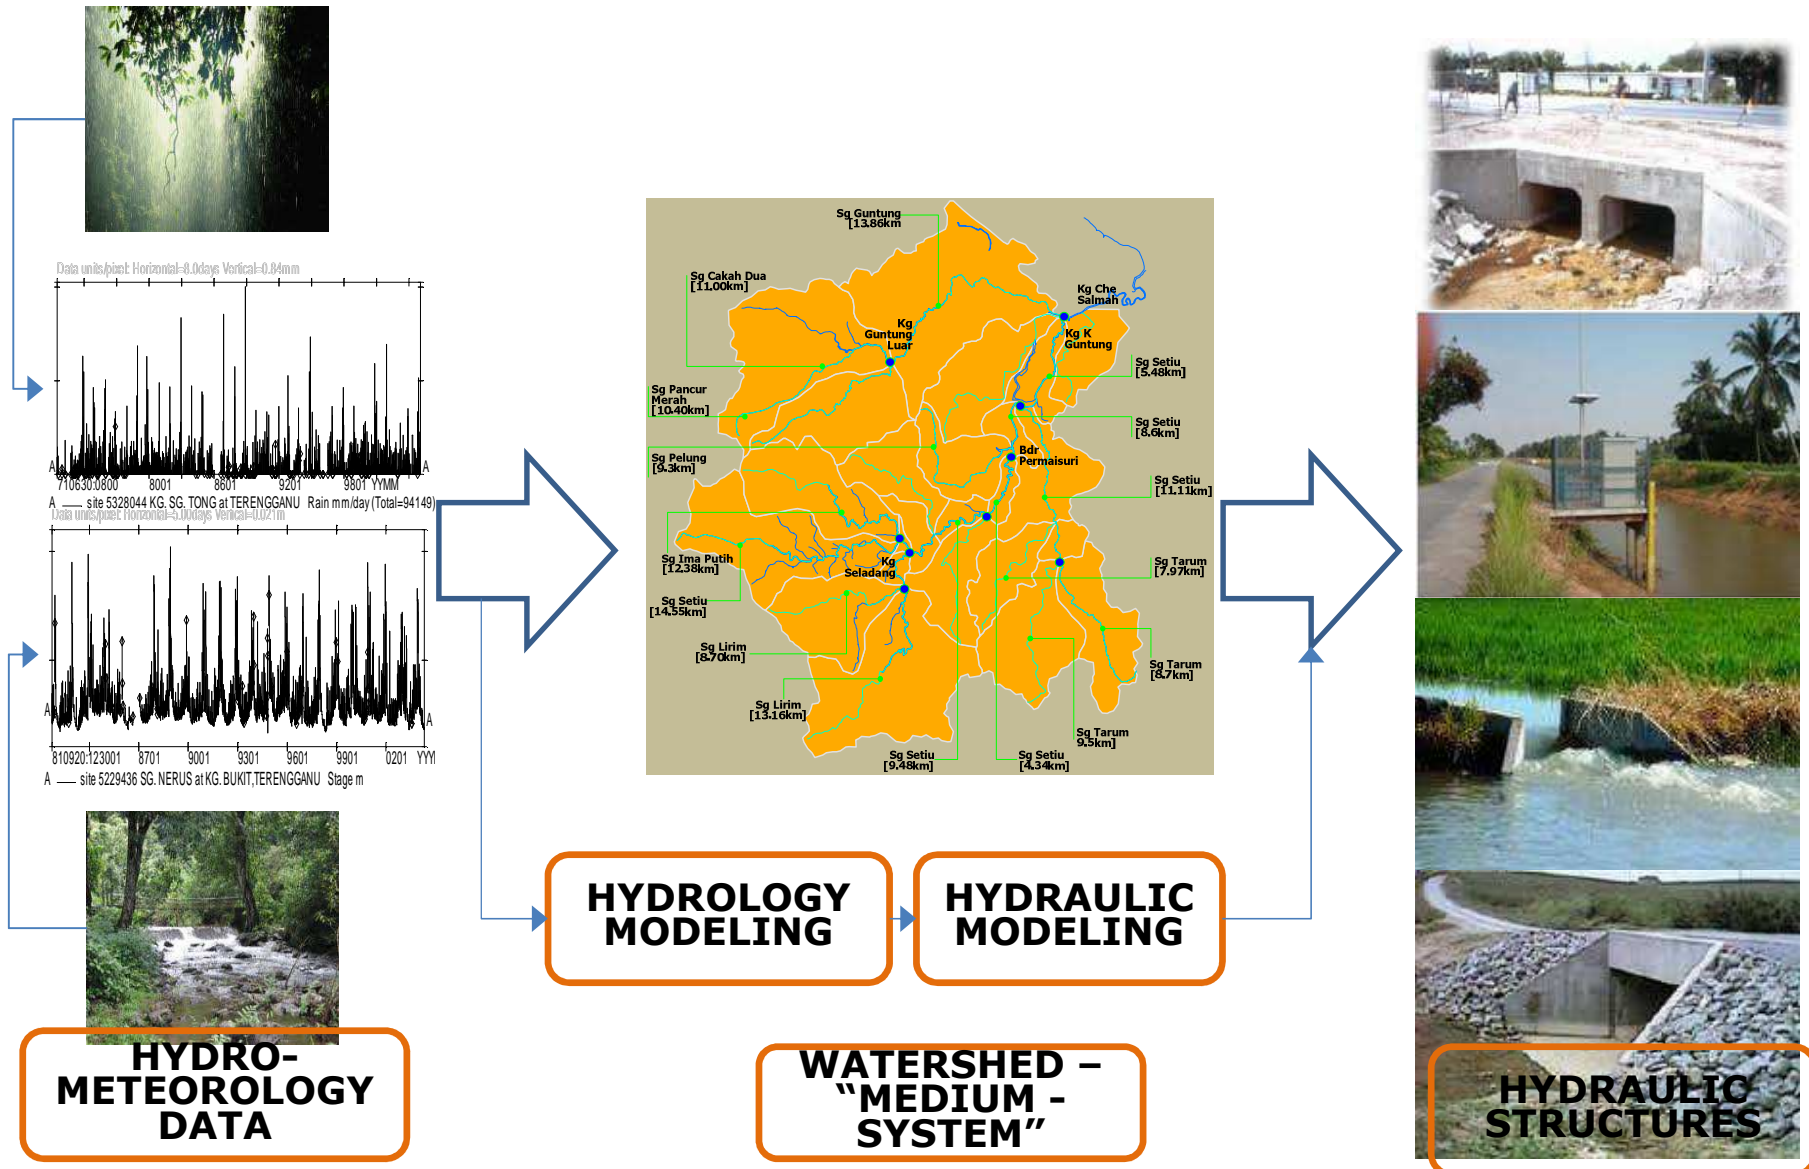 Data units/pixel: Horizontal=8.0days Vertical=0.84mm
A
A
710630:0800 8001 8601 9201 9801 YYMM
A — site 5328044 KG. SG. TONG at TERENGGANU Rain mm/day (Total=94149)
Data units/pixel: Horizontal=5.00days Vertical=0.021m
A
A
810920:123001 8701 9001 9301 9601 9901 0201
A — site 5229436 SG. NERUS at KG. BUKIT,TERENGGANU Stage m
HYDRO-
METEOROLOGY
DATA
Sg Guntung
[13.86km
Sg Cakah Dua
[11.00km]
Kg Che
Salmah
Kg
Guntung
Luar
Kg K
Guntung
Sg Setiu
[5.48km]
Sg Pancur
Merah
[10.40km]
Sg Setiu
[8.6km]
Sg Pelung
[9.3km]
Bdr
Permaisuri
Sg Setiu
[11.11km]
Sg Ima Putih
[12.38km]
Kg
Seladang
Sg Tarum
[7.97km]
Sg Setiu
[14.55km]
Sg Lirim
[8.70km]
Sg Tarum
[8.7km]
Sg Lirim
[13.16km]
Sg Tarum
9.5km]
Sg Setiu
[9.48km]
Sg Setiu
[4.34km]
HYDROLOGY
MODELING
HYDRAULIC
MODELING
WATERSHED –
“MEDIUM -
SYSTEM”
HYDRAULIC
STRUCTURES